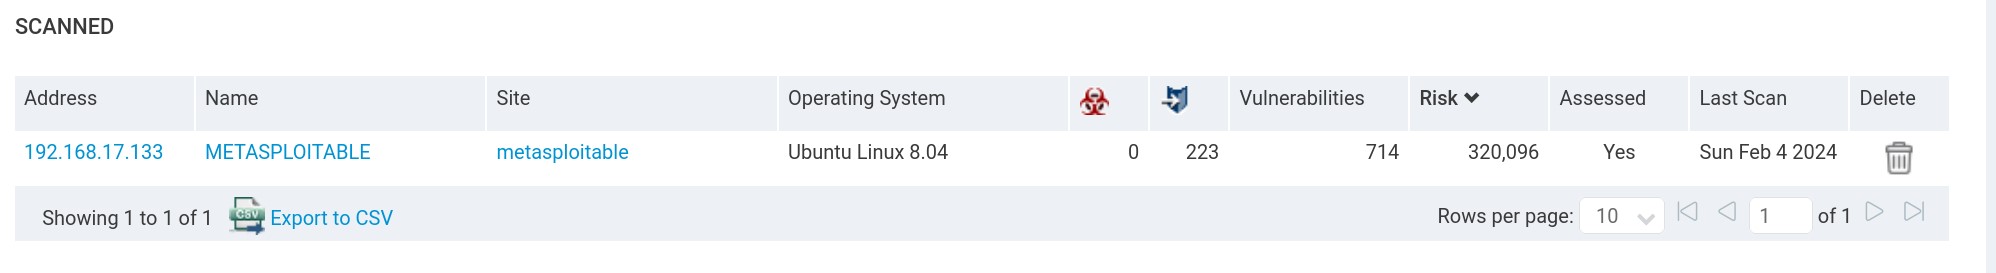 SCANNED
Address Name Site Operating System Vulnerabilities Risk Assessed Last Scan Delete
192.168.17.133 METASPLOITABLE metasploitable Ubuntu Linux 8.04 0 223 714 320,096 Yes Sun Feb 4 2024
Showing 1 to 1 of 1 CSV Export to CSV Rows per page: 10 1 of 1